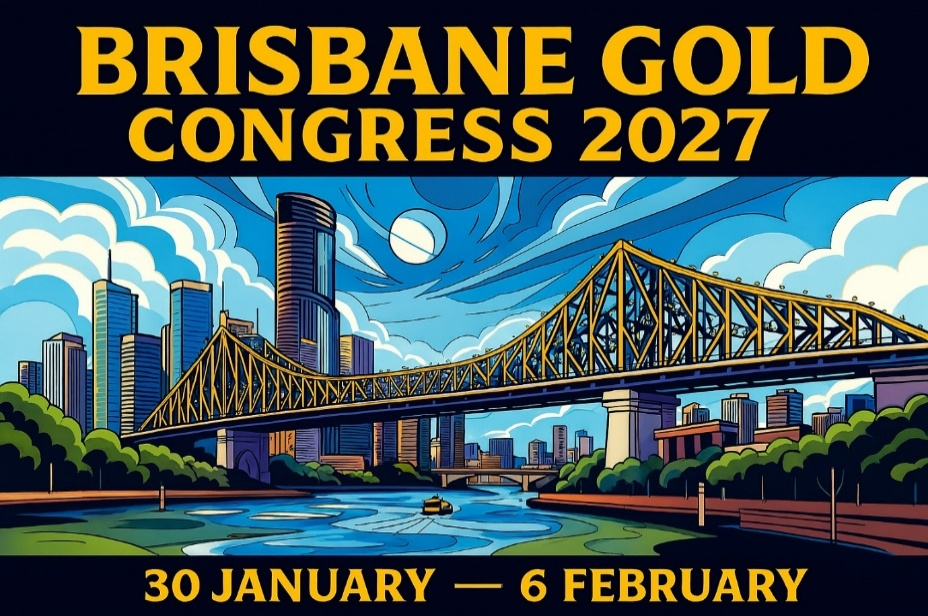 BRISBANE GOLD
CONGRESS 2027
30 JANUARY — 6 FEBRUARY